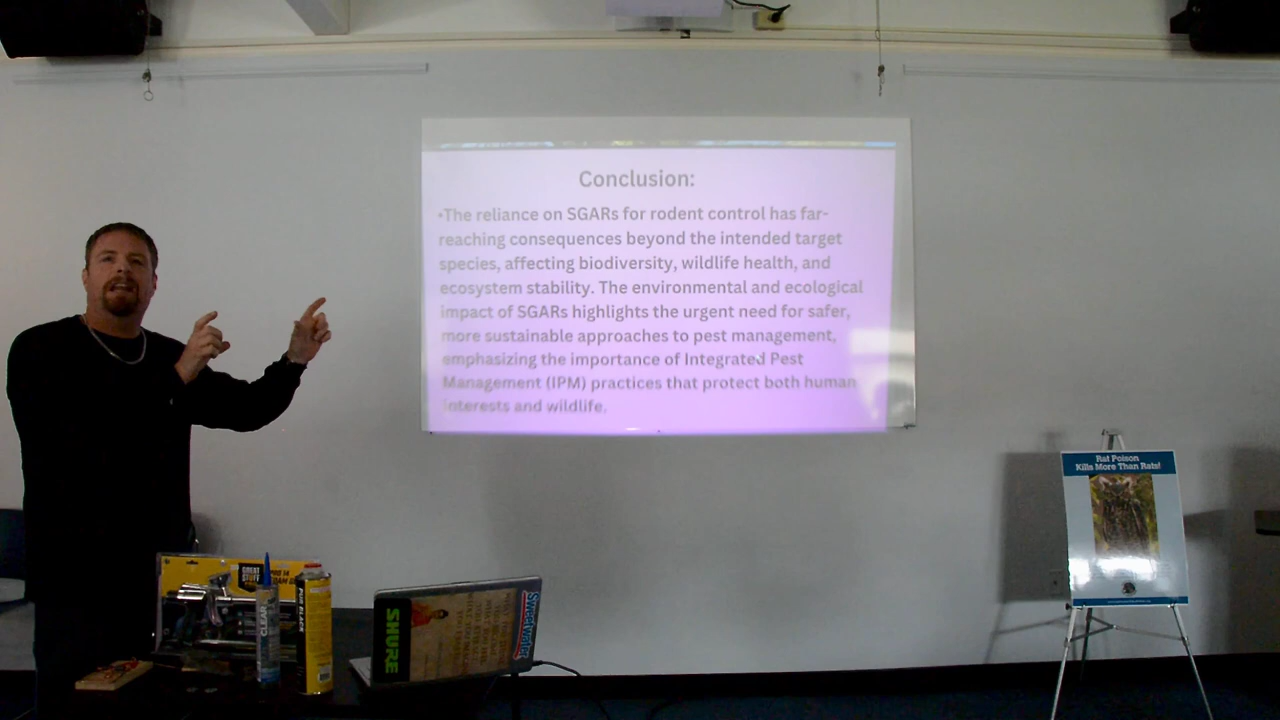 Conclusion:
•The reliance on SGARs for rodent control has far-
reaching consequences beyond the intended target
species, affecting biodiversity, wildlife health, and
ecosystem stability. The environmental and ecological
impact of SGARs highlights the urgent need for safer,
more sustainable approaches to pest management,
emphasizing the importance of Integrated Pest
Management (IPM) practices that protect both human
interests and wildlife.
Rat Poison
Kills More Than Rats!
GREAT
STUFF
CLEAR
PUR BLACK
SHURE
Sweetwater